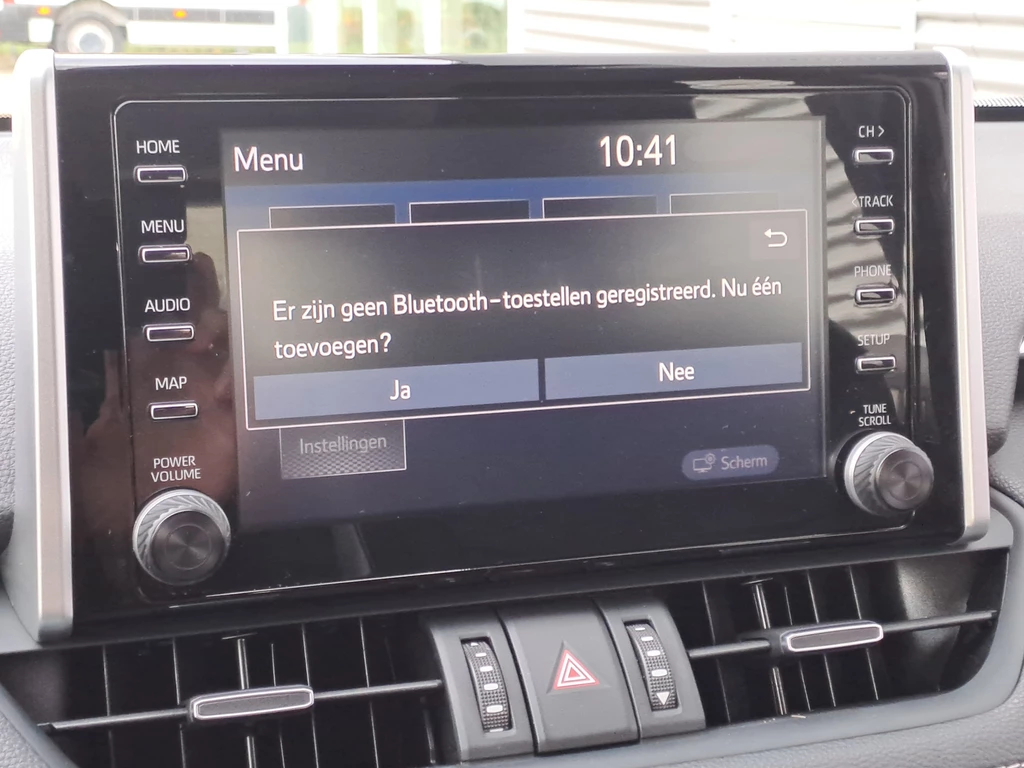 HOME
MENU
AUDIO
MAP
POWER
VOLUME
Menu
10:41
Er zijn geen Bluetooth-toestellen geregistreerd. Nu één
toevoegen?
Ja
Nee
Instellingen
Scherm
CH >
< TRACK
PHONE
SETUP
TUNE
SCROLL